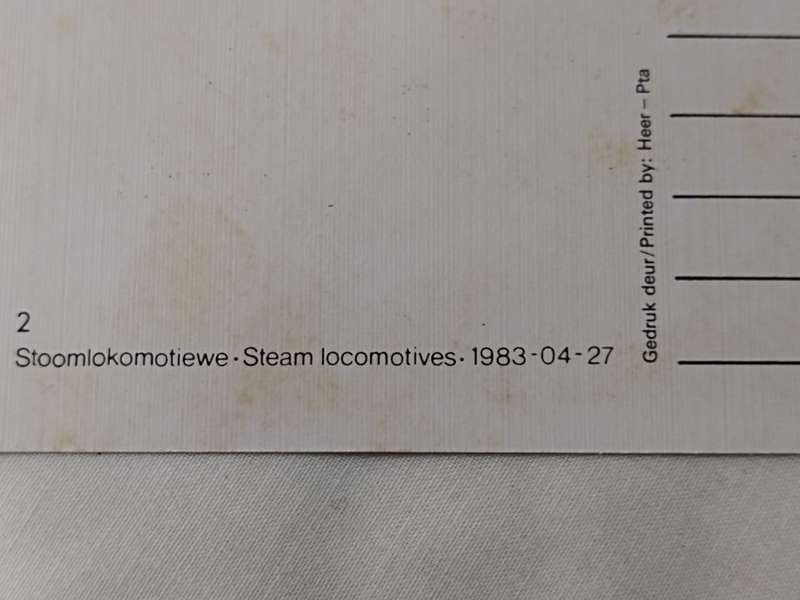 2
Stoomlokomotiewe · Steam locomotives · 1983-04-27
Gedruk deur/Printed by: Heer – Pta